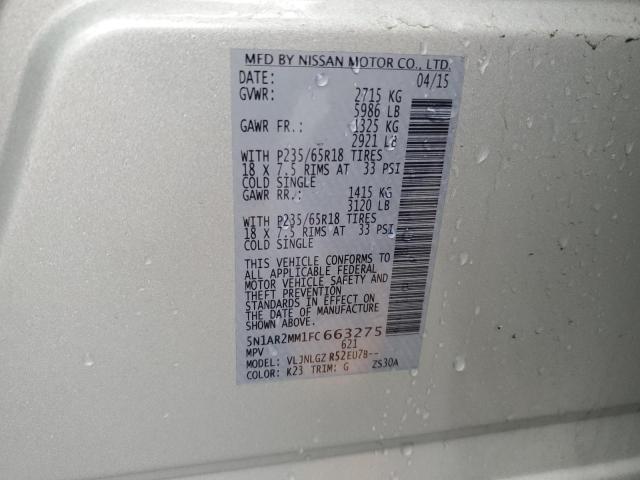 MFD BY NISSAN MOTOR CO., LTD.
DATE: 04/15
GVWR: 2715 KG
5986 LB
GAWR FR.: 1325 KG
2921 LB
WITH P235/65R18 TIRES
18 X 7.5 RIMS AT 33 PSI
COLD SINGLE
GAWR RR.: 1415 KG
3120 LB
WITH P235/65R18 TIRES
18 X 7.5 RIMS AT 33 PSI
COLD SINGLE
THIS VEHICLE CONFORMS TO
ALL APPLICABLE FEDERAL
MOTOR VEHICLE SAFETY AND
THEFT PREVENTION
STANDARDS IN EFFECT ON
THE DATE OF MANUFACTURE
SHOWN ABOVE.
5N1AR2MM1FC663275
MPV 621
MODEL: VLJNLGZ R52EU7B--
COLOR: K23 TRIM: G ZS30A